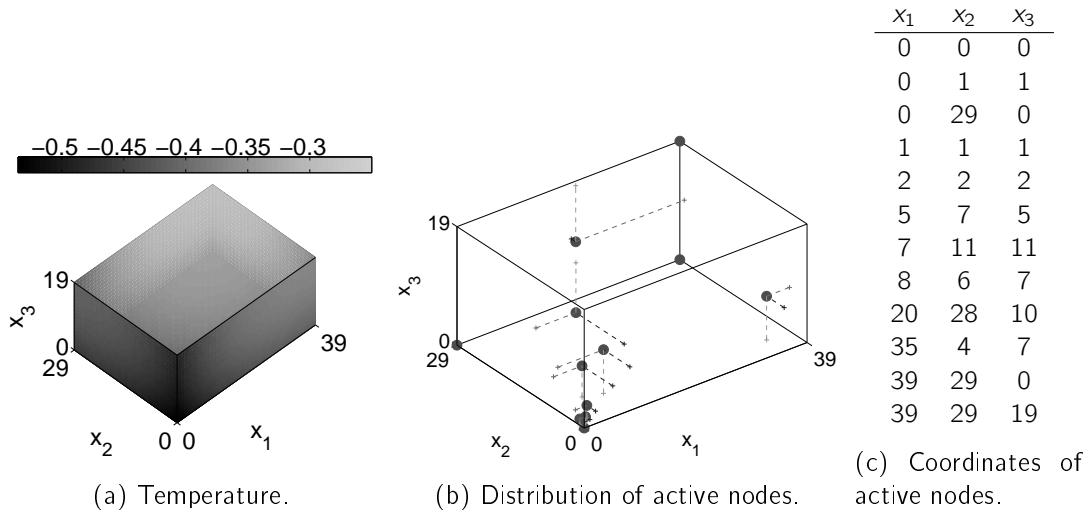 −0.5 −0.45 −0.4 −0.35 −0.3
19
x3
0
29
39
x2
0 0
x1
(a) Temperature.
19
x3
0
29
39
x2
0 0
x1
(b) Distribution of active nodes.
x1 x2 x3
0 0 0
0 1 1
0 29 0
1 1 1
2 2 2
5 7 5
7 11 11
8 6 7
20 28 10
35 4 7
39 29 0
39 29 19
(c) Coordinates of
active nodes.